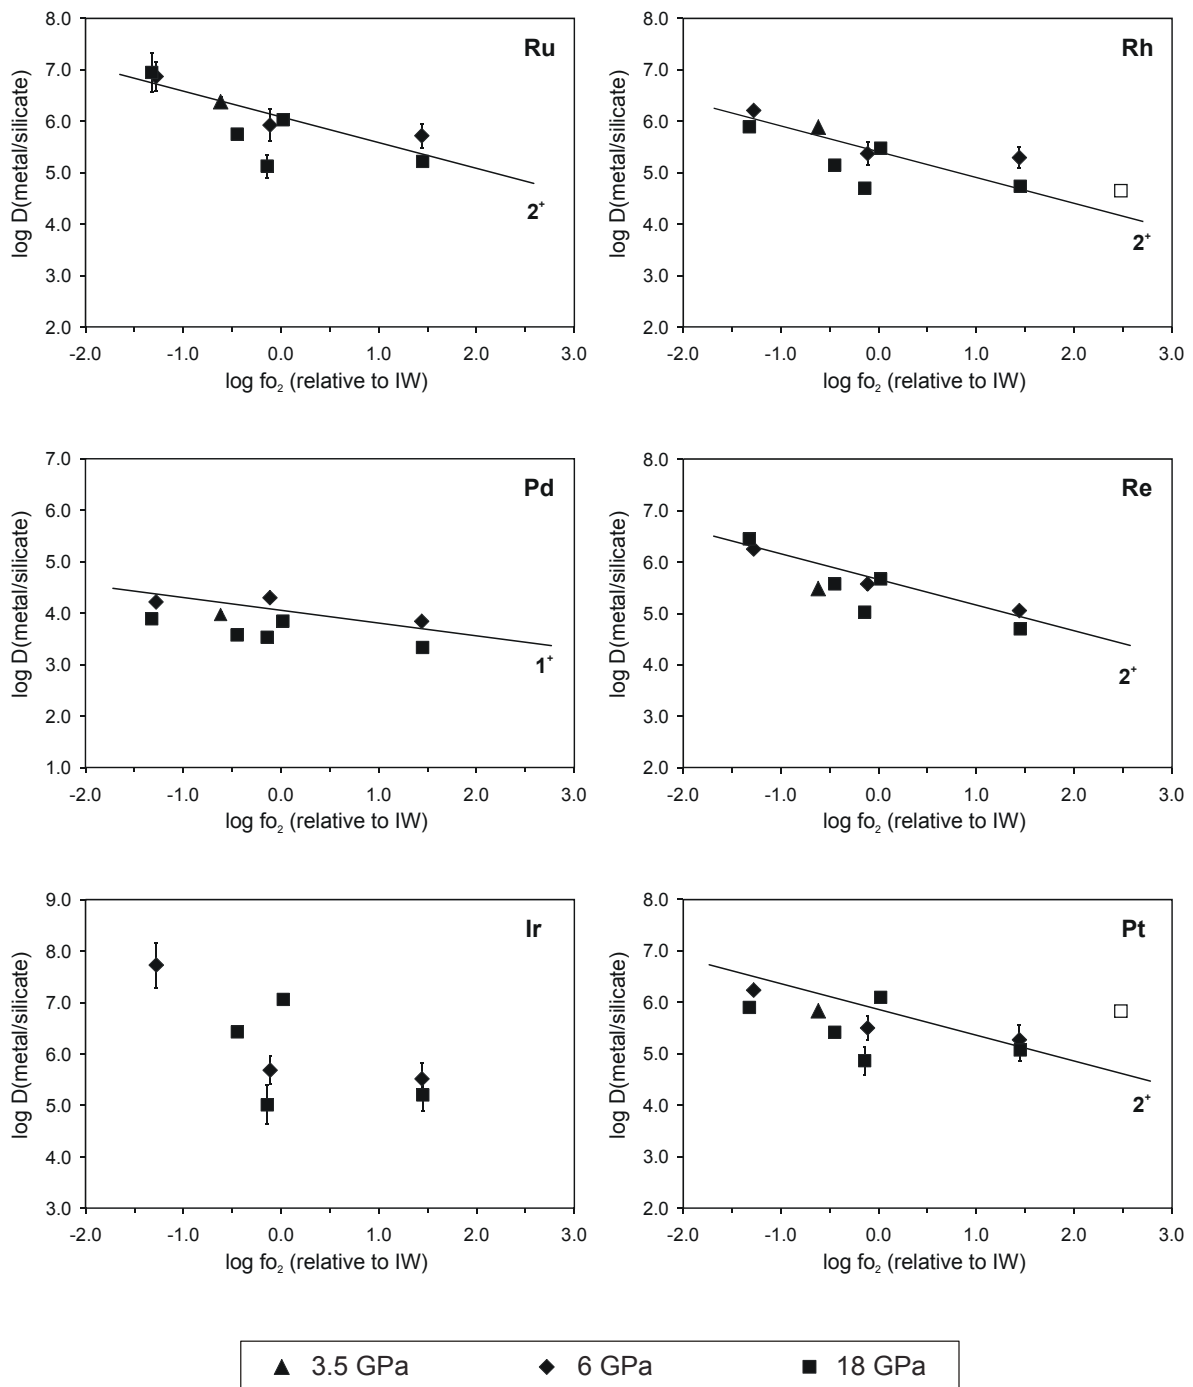 Ru
8.0
7.0
6.0
5.0
4.0
3.0
2.0
-2.0 -1.0 0.0 1.0 2.0 3.0
log D(metal/silicate)
log fo₂ (relative to IW)
2⁺
Rh
8.0
7.0
6.0
5.0
4.0
3.0
2.0
-2.0 -1.0 0.0 1.0 2.0 3.0
log D(metal/silicate)
log fo₂ (relative to IW)
2⁺
Pd
7.0
6.0
5.0
4.0
3.0
2.0
1.0
-2.0 -1.0 0.0 1.0 2.0 3.0
log D(metal/silicate)
log fo₂ (relative to IW)
1⁺
Re
8.0
7.0
6.0
5.0
4.0
3.0
2.0
-2.0 -1.0 0.0 1.0 2.0 3.0
log D(metal/silicate)
log fo₂ (relative to IW)
2⁺
Ir
9.0
8.0
7.0
6.0
5.0
4.0
3.0
-2.0 -1.0 0.0 1.0 2.0 3.0
log D(metal/silicate)
log fo₂ (relative to IW)
Pt
8.0
7.0
6.0
5.0
4.0
3.0
2.0
-2.0 -1.0 0.0 1.0 2.0 3.0
log D(metal/silicate)
log fo₂ (relative to IW)
2⁺
3.5 GPa 6 GPa 18 GPa